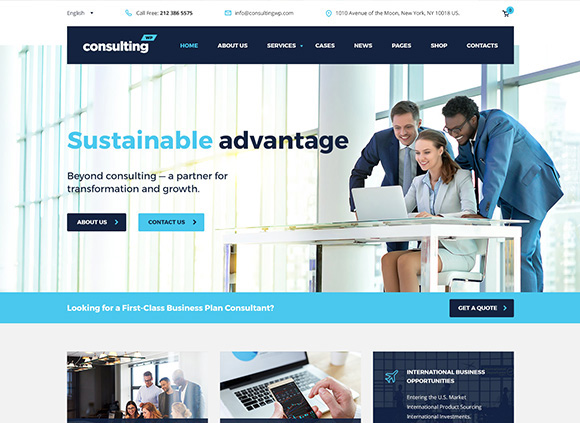 English
Call Free: 212 386 5575
info@consultingwp.com
1010 Avenue of the Moon, New York, NY 10018 US.
consulting WP
HOME ABOUT US SERVICES CASES NEWS PAGES SHOP CONTACTS
Sustainable advantage
Beyond consulting — a partner for
transformation and growth.
ABOUT US
CONTACT US
Looking for a First-Class Business Plan Consultant?
GET A QUOTE
INTERNATIONAL BUSINESS
OPPORTUNITIES
Entering the U.S. Market
International Product Sourcing
International Investments.